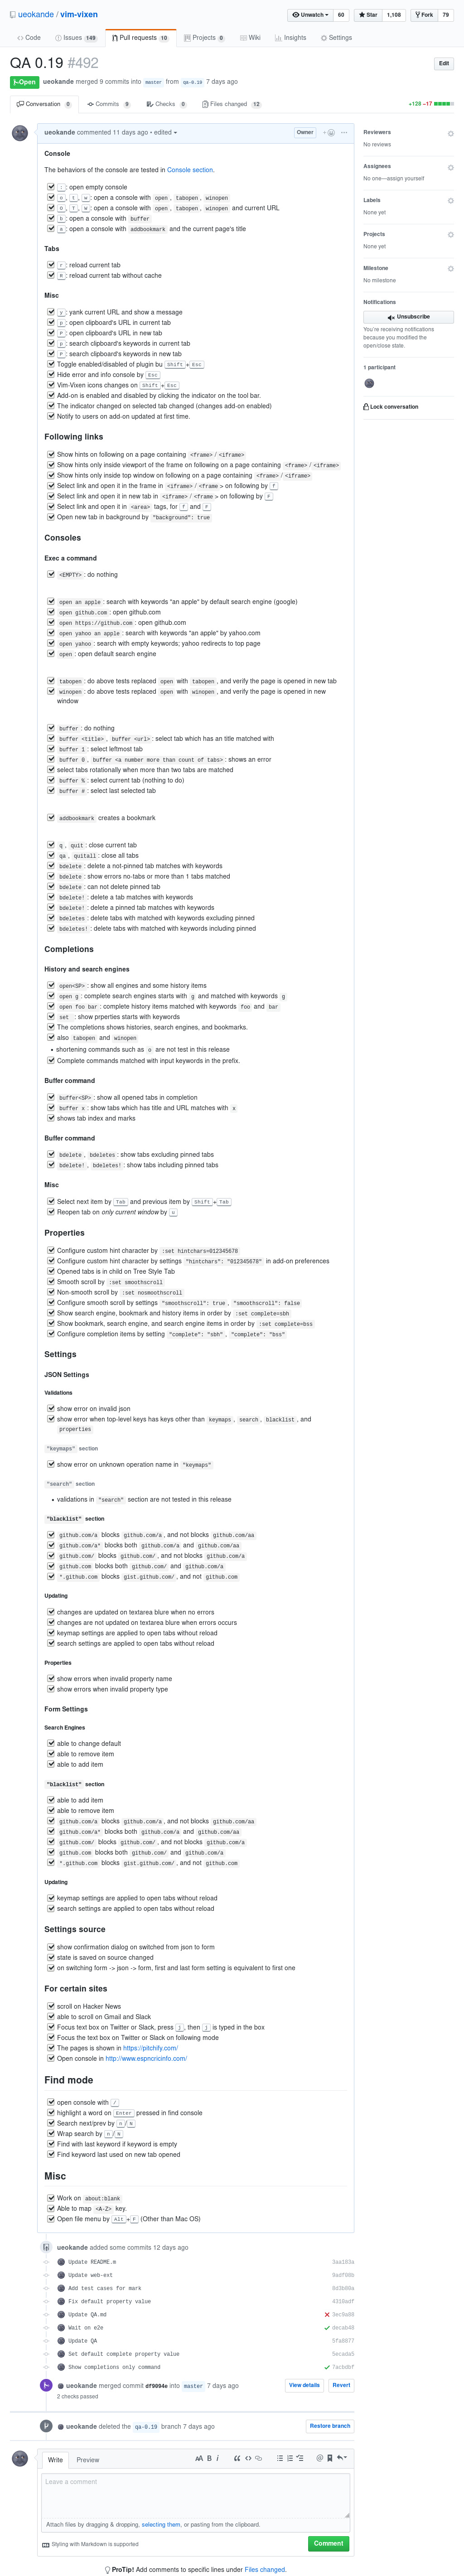 ueokande / vim-vixen
Unwatch 60 Star 1,108 Fork 79
Code Issues 149 Pull requests 10 Projects 0 Wiki Insights Settings
QA 0.19 #492
Edit
Open ueokande merged 9 commits into master from qa-0.19 7 days ago
Conversation 0 Commits 9 Checks 0 Files changed 12
+128 −17
ueokande commented 11 days ago • edited
Owner
Console
The behaviors of the console are tested in Console section.
: : open empty console
o , t , w : open a console with open , tabopen , winopen
O , T , W : open a console with open , tabopen , winopen and current URL
b : open a console with buffer
a : open a console with addbookmark and the current page's title
Tabs
r : reload current tab
R : reload current tab without cache
Misc
y : yank current URL and show a message
p : open clipboard's URL in current tab
P : open clipboard's URL in new tab
p : search clipboard's keywords in current tab
P : search clipboard's keywords in new tab
Toggle enabled/disabled of plugin bu Shift + Esc
Hide error and info console by Esc
Vim-Vixen icons changes on Shift + Esc
Add-on is enabled and disabled by clicking the indicator on the tool bar.
The indicator changed on selected tab changed (changes add-on enabled)
Notify to users on add-on updated at first time.
Following links
Show hints on following on a page containing <frame> / <iframe>
Show hints only inside viewport of the frame on following on a page containing <frame> / <iframe>
Show hints only inside top window on following on a page containing <frame> / <iframe>
Select link and open it in the frame in <iframe> / <frame > on following by f
Select link and open it in new tab in <iframe> / <frame > on following by F
Select link and open it in <area> tags, for f and F
Open new tab in background by "background": true
Consoles
Exec a command
<EMPTY> : do nothing
open an apple : search with keywords "an apple" by default search engine (google)
open github.com : open github.com
open https://github.com : open github.com
open yahoo an apple : search with keywords "an apple" by yahoo.com
open yahoo : search with empty keywords; yahoo redirects to top page
open : open default search engine
tabopen : do above tests replaced open with tabopen , and verify the page is opened in new tab
winopen : do above tests replaced open with winopen , and verify the page is opened in new
window
buffer : do nothing
buffer <title> , buffer <url> : select tab which has an title matched with
buffer 1 : select leftmost tab
buffer 0 , buffer <a number more than count of tabs> : shows an error
select tabs rotationally when more than two tabs are matched
buffer % : select current tab (nothing to do)
buffer # : select last selected tab
addbookmark creates a bookmark
q , quit : close current tab
qa , quitall : close all tabs
bdelete : delete a not-pinned tab matches with keywords
bdelete : show errors no-tabs or more than 1 tabs matched
bdelete : can not delete pinned tab
bdelete! : delete a tab matches with keywords
bdelete! : delete a pinned tab matches with keywords
bdeletes : delete tabs with matched with keywords excluding pinned
bdeletes! : delete tabs with matched with keywords including pinned
Completions
History and search engines
open<SP> : show all engines and some history items
open g : complete search engines starts with g and matched with keywords g
open foo bar : complete history items matched with keywords foo and bar
set : show prperties starts with keywords
The completions shows histories, search engines, and bookmarks.
also tabopen and winopen
• shortening commands such as o are not test in this release
Complete commands matched with input keywords in the prefix.
Buffer command
buffer<SP> : show all opened tabs in completion
buffer x : show tabs which has title and URL matches with x
shows tab index and marks
Buffer command
bdelete , bdeletes : show tabs excluding pinned tabs
bdelete! , bdeletes! : show tabs including pinned tabs
Misc
Select next item by Tab and previous item by Shift + Tab
Reopen tab on only current window by u
Properties
Configure custom hint character by :set hintchars=012345678
Configure custom hint character by settings "hintchars": "012345678" in add-on preferences
Opened tabs is in child on Tree Style Tab
Smooth scroll by :set smoothscroll
Non-smooth scroll by :set nosmoothscroll
Configure smooth scroll by settings "smoothscroll": true , "smoothscroll": false
Show search engine, bookmark and history items in order by :set complete=sbh
Show bookmark, search engine, and search engine items in order by :set complete=bss
Configure completion items by setting "complete": "sbh" , "complete": "bss"
Settings
JSON Settings
Validations
show error on invalid json
show error when top-level keys has keys other than keymaps , search , blacklist , and
properties
"keymaps" section
show error on unknown operation name in "keymaps"
"search" section
• validations in "search" section are not tested in this release
"blacklist" section
github.com/a blocks github.com/a , and not blocks github.com/aa
github.com/a* blocks both github.com/a and github.com/aa
github.com/ blocks github.com/ , and not blocks github.com/a
github.com blocks both github.com/ and github.com/a
*.github.com blocks gist.github.com/ , and not github.com
Updating
changes are updated on textarea blure when no errors
changes are not updated on textarea blure when errors occurs
keymap settings are applied to open tabs without reload
search settings are applied to open tabs without reload
Properties
show errors when invalid property name
show errors when invalid property type
Form Settings
Search Engines
able to change default
able to remove item
able to add item
"blacklist" section
able to add item
able to remove item
github.com/a blocks github.com/a , and not blocks github.com/aa
github.com/a* blocks both github.com/a and github.com/aa
github.com/ blocks github.com/ , and not blocks github.com/a
github.com blocks both github.com/ and github.com/a
*.github.com blocks gist.github.com/ , and not github.com
Updating
keymap settings are applied to open tabs without reload
search settings are applied to open tabs without reload
Settings source
show confirmation dialog on switched from json to form
state is saved on source changed
on switching form -> json -> form, first and last form setting is equivalent to first one
For certain sites
scroll on Hacker News
able to scroll on Gmail and Slack
Focus text box on Twitter or Slack, press j , then j is typed in the box
Focus the text box on Twitter or Slack on following mode
The pages is shown in https://pitchify.com/
Open console in http://www.espncricinfo.com/
Find mode
open console with /
highlight a word on Enter pressed in find console
Search next/prev by n / N
Wrap search by n / N
Find with last keyword if keyword is empty
Find keyword last used on new tab opened
Misc
Work on about:blank
Able to map <A-Z> key.
Open file menu by Alt + F (Other than Mac OS)
Reviewers
No reviews
Assignees
No one—assign yourself
Labels
None yet
Projects
None yet
Milestone
No milestone
Notifications
Unsubscribe
You're receiving notifications
because you modified the
open/close state.
1 participant
Lock conversation
ueokande added some commits 12 days ago
Update README.m 3aa183a
Update web-ext 9adf00b
Add test cases for mark 0d3b80a
Fix default property value 4310adf
Update QA.md 3ec9a88
Wait on e2e decab48
Update QA 5fa8877
Set default complete property value 5ecada5
Show completions only command 7acbdbf
ueokande merged commit df9094e into master 7 days ago
View details Revert
2 checks passed
ueokande deleted the qa-0.19 branch 7 days ago
Restore branch
Write Preview
Leave a comment
Attach files by dragging & dropping, selecting them, or pasting from the clipboard.
Styling with Markdown is supported
Comment
ProTip! Add comments to specific lines under Files changed.